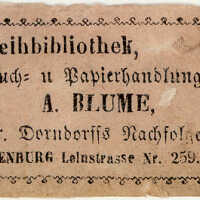 eihbibliothek,
uch- u Papierhandlung
A. BLUME,
r. Dorndorffs Nachfolge
ENBURG Leinstrasse Nr. 259.